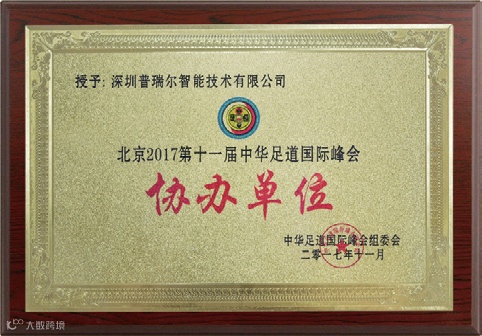 授予:深圳普瑞尔智能技术有限公司
北京2017第十一届中华足道国际峰会
协办单位
中华足道国际峰会组委会
二零一七年十一月
大数跨境